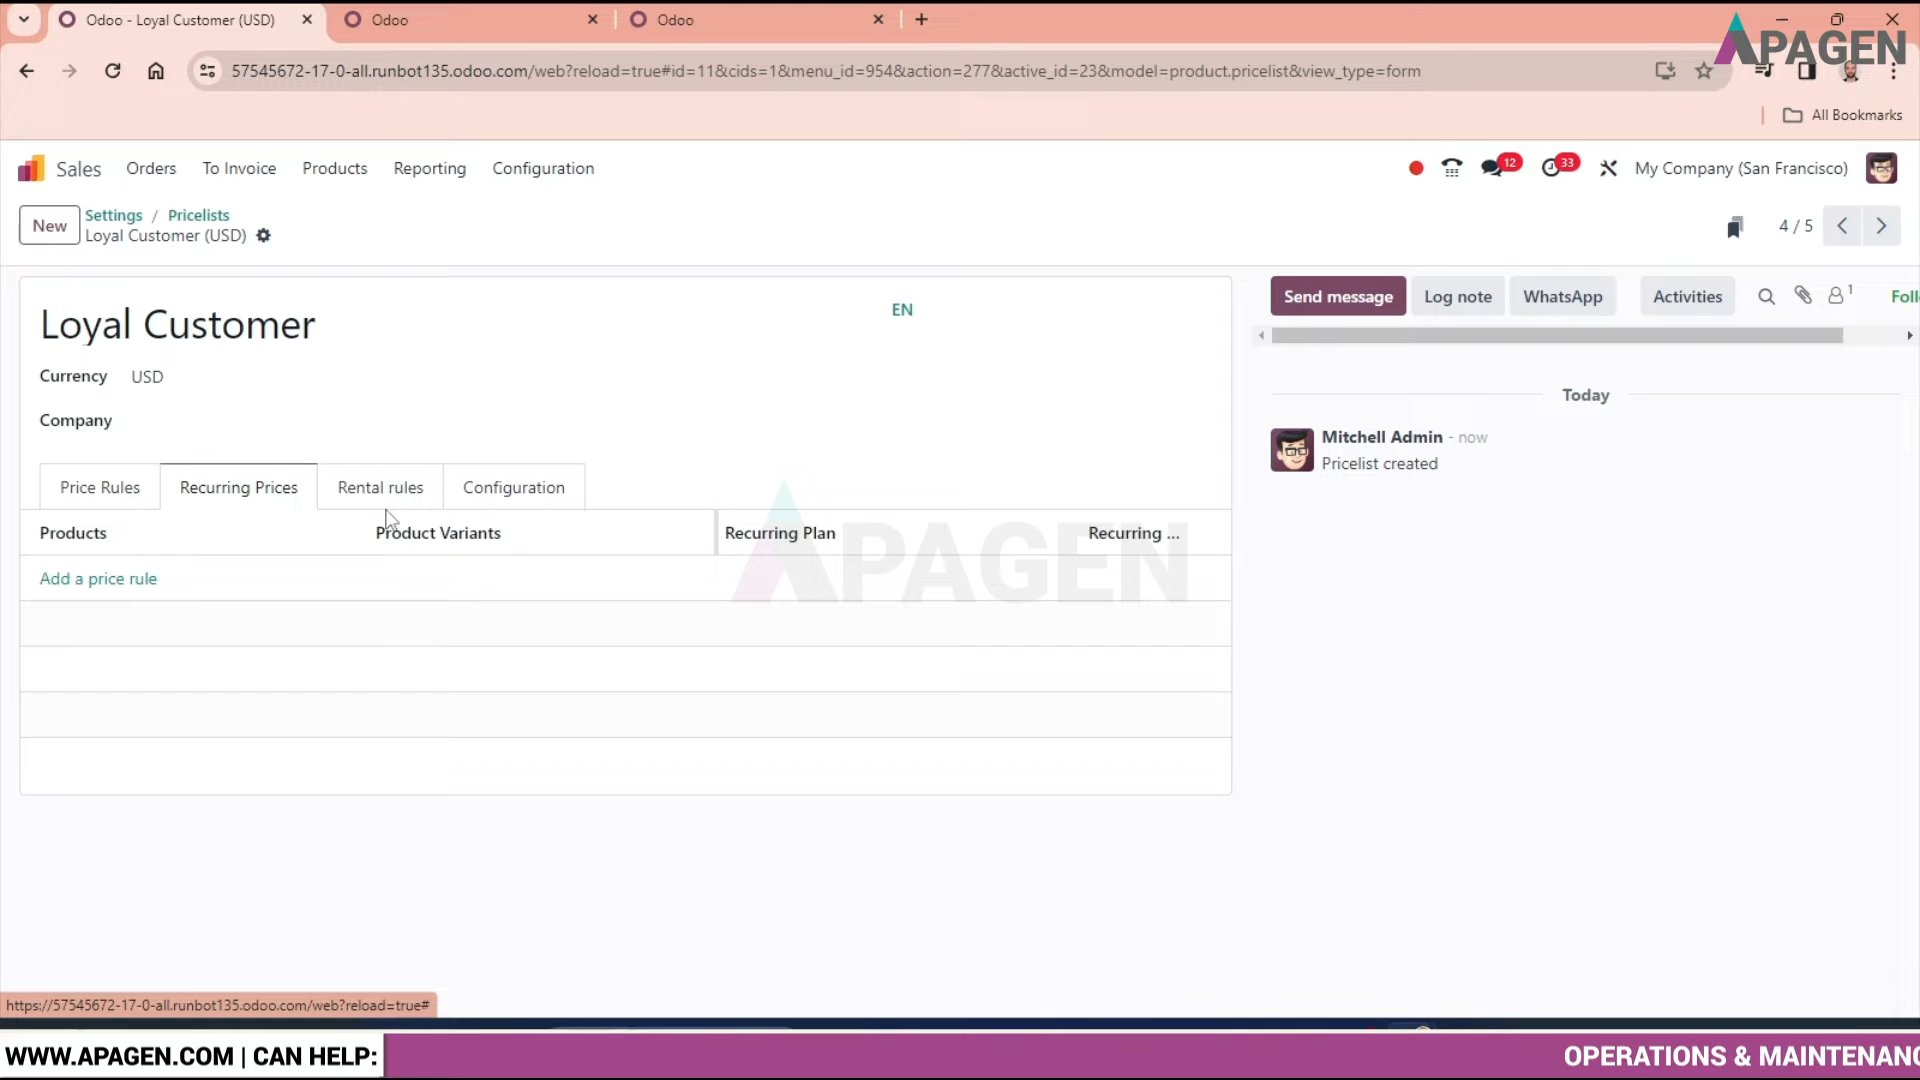 Odoo - Loyal Customer (USD)
Odoo
Odoo
APAGEN
57545672-17-0-all.runbot135.odoo.com/web?reload=true#id=11&cids=1&menu_id=954&action=277&active_id=23&model=product.pricelist&view_type=form
All Bookmarks
Sales
Orders
To Invoice
Products
Reporting
Configuration
12
33
My Company (San Francisco)
New
Settings / Pricelists
Loyal Customer (USD)
4 / 5
Loyal Customer
EN
Currency USD
Company
Price Rules
Recurring Prices
Rental rules
Configuration
Products
Product Variants
Recurring Plan
Recurring ...
Add a price rule
APAGEN
Send message
Log note
WhatsApp
Activities
1
Foll
Today
Mitchell Admin - now
Pricelist created
https://57545672-17-0-all.runbot135.odoo.com/web?reload=true#
WWW.APAGEN.COM | CAN HELP:
OPERATIONS & MAINTENANC